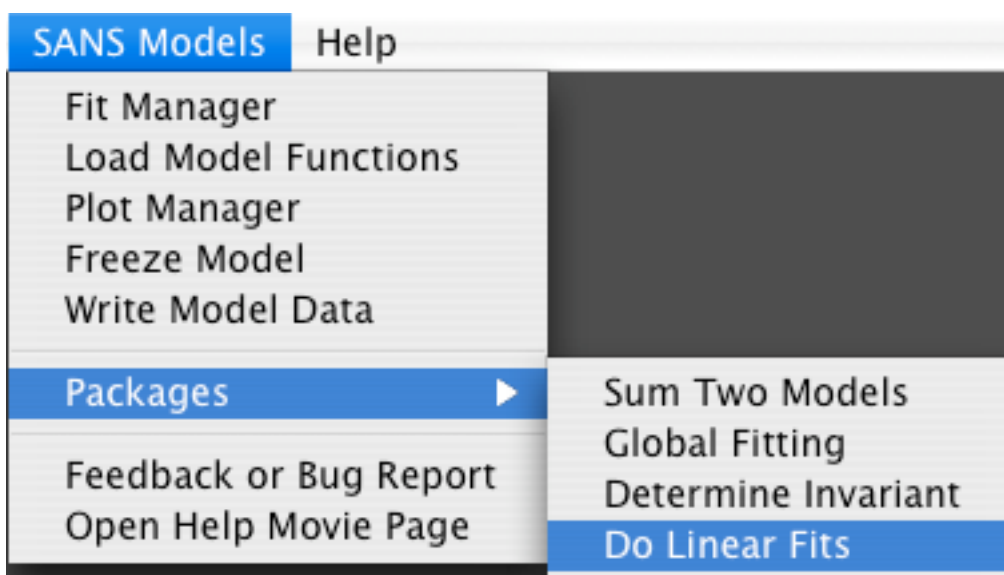 SANS Models Help
Fit Manager
Load Model Functions
Plot Manager
Freeze Model
Write Model Data
Packages
Feedback or Bug Report
Open Help Movie Page
Sum Two Models
Global Fitting
Determine Invariant
Do Linear Fits